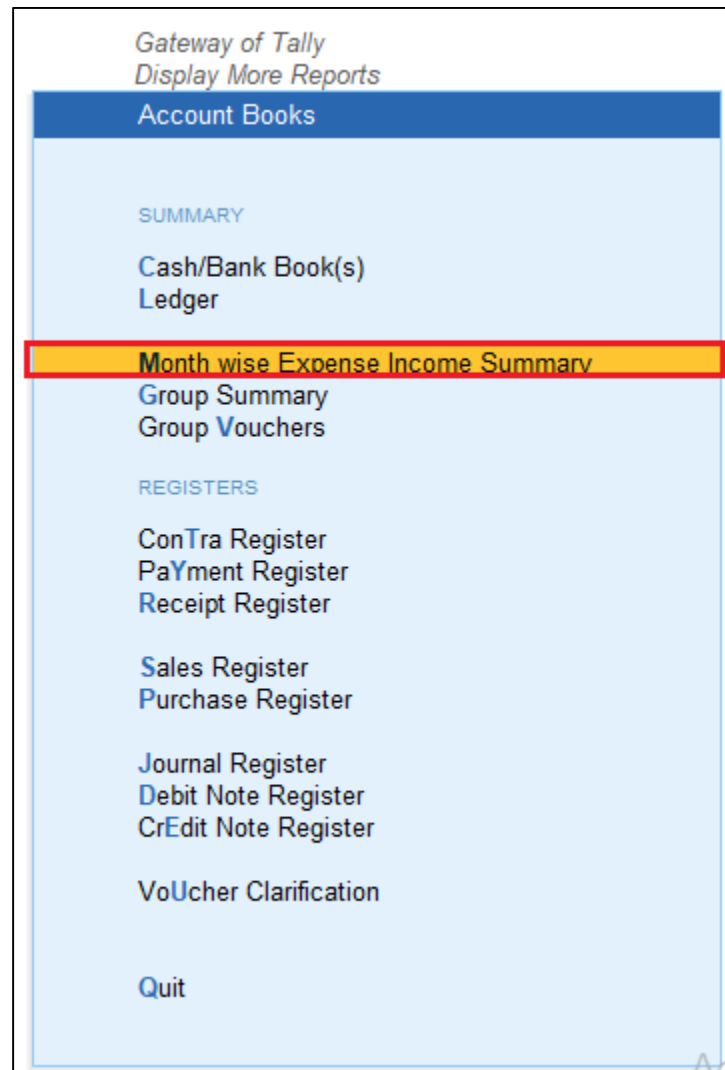 Gateway of Tally
Display More Reports
Account Books
SUMMARY
Cash/Bank Book(s)
Ledger
Month wise Expense Income Summary
Group Summary
Group Vouchers
REGISTERS
ConTra Register
PaYment Register
Receipt Register
Sales Register
Purchase Register
Journal Register
Debit Note Register
CrEdit Note Register
VoUcher Clarification
Quit